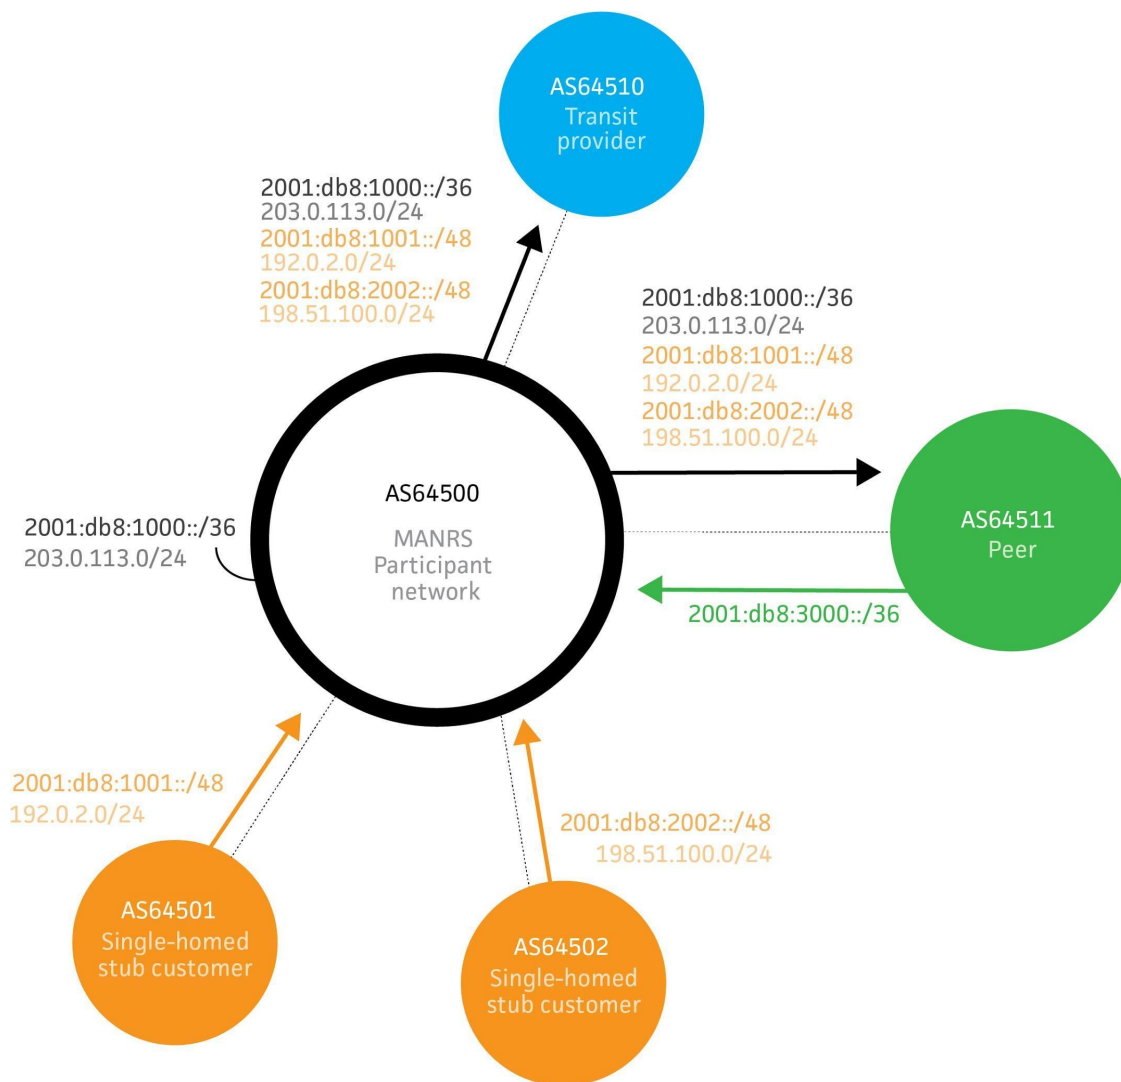 AS64510
Transit
provider
2001:db8:1000::/36
203.0.113.0/24
2001:db8:1001::/48
192.0.2.0/24
2001:db8:2002::/48
198.51.100.0/24
2001:db8:1000::/36
203.0.113.0/24
2001:db8:1001::/48
192.0.2.0/24
2001:db8:2002::/48
198.51.100.0/24
AS64500
MANRS
Participant
network
2001:db8:1000::/36
203.0.113.0/24
AS64511
Peer
2001:db8:3000::/36
2001:db8:1001::/48
192.0.2.0/24
2001:db8:2002::/48
198.51.100.0/24
AS64501
Single-homed
stub customer
AS64502
Single-homed
stub customer